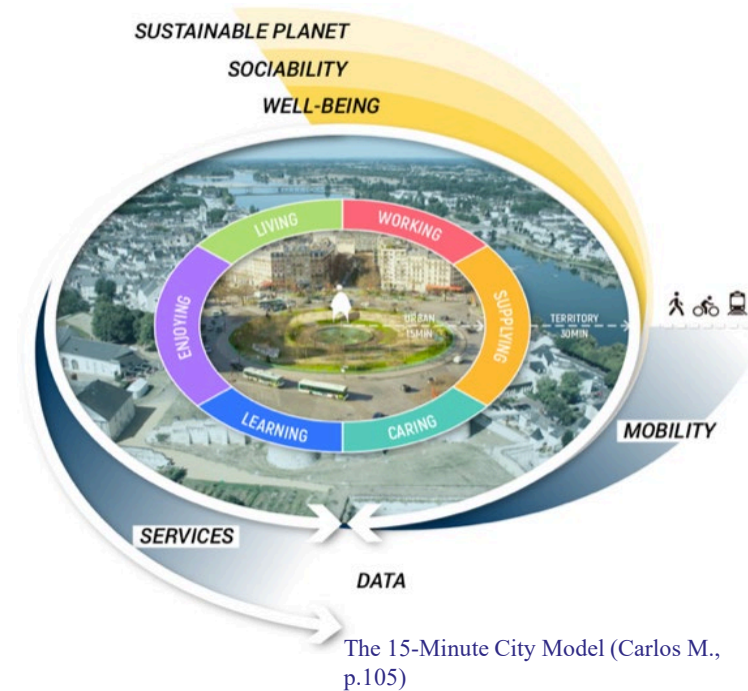 SUSTAINABLE PLANET
SOCIABILITY
WELL-BEING
LIVING
WORKING
ENJOYING
SUPPLYING
URBAN
15MIN
TERRITORY
30MIN
LEARNING
CARING
MOBILITY
SERVICES
DATA
The 15-Minute City Model (Carlos M.,
p.105)